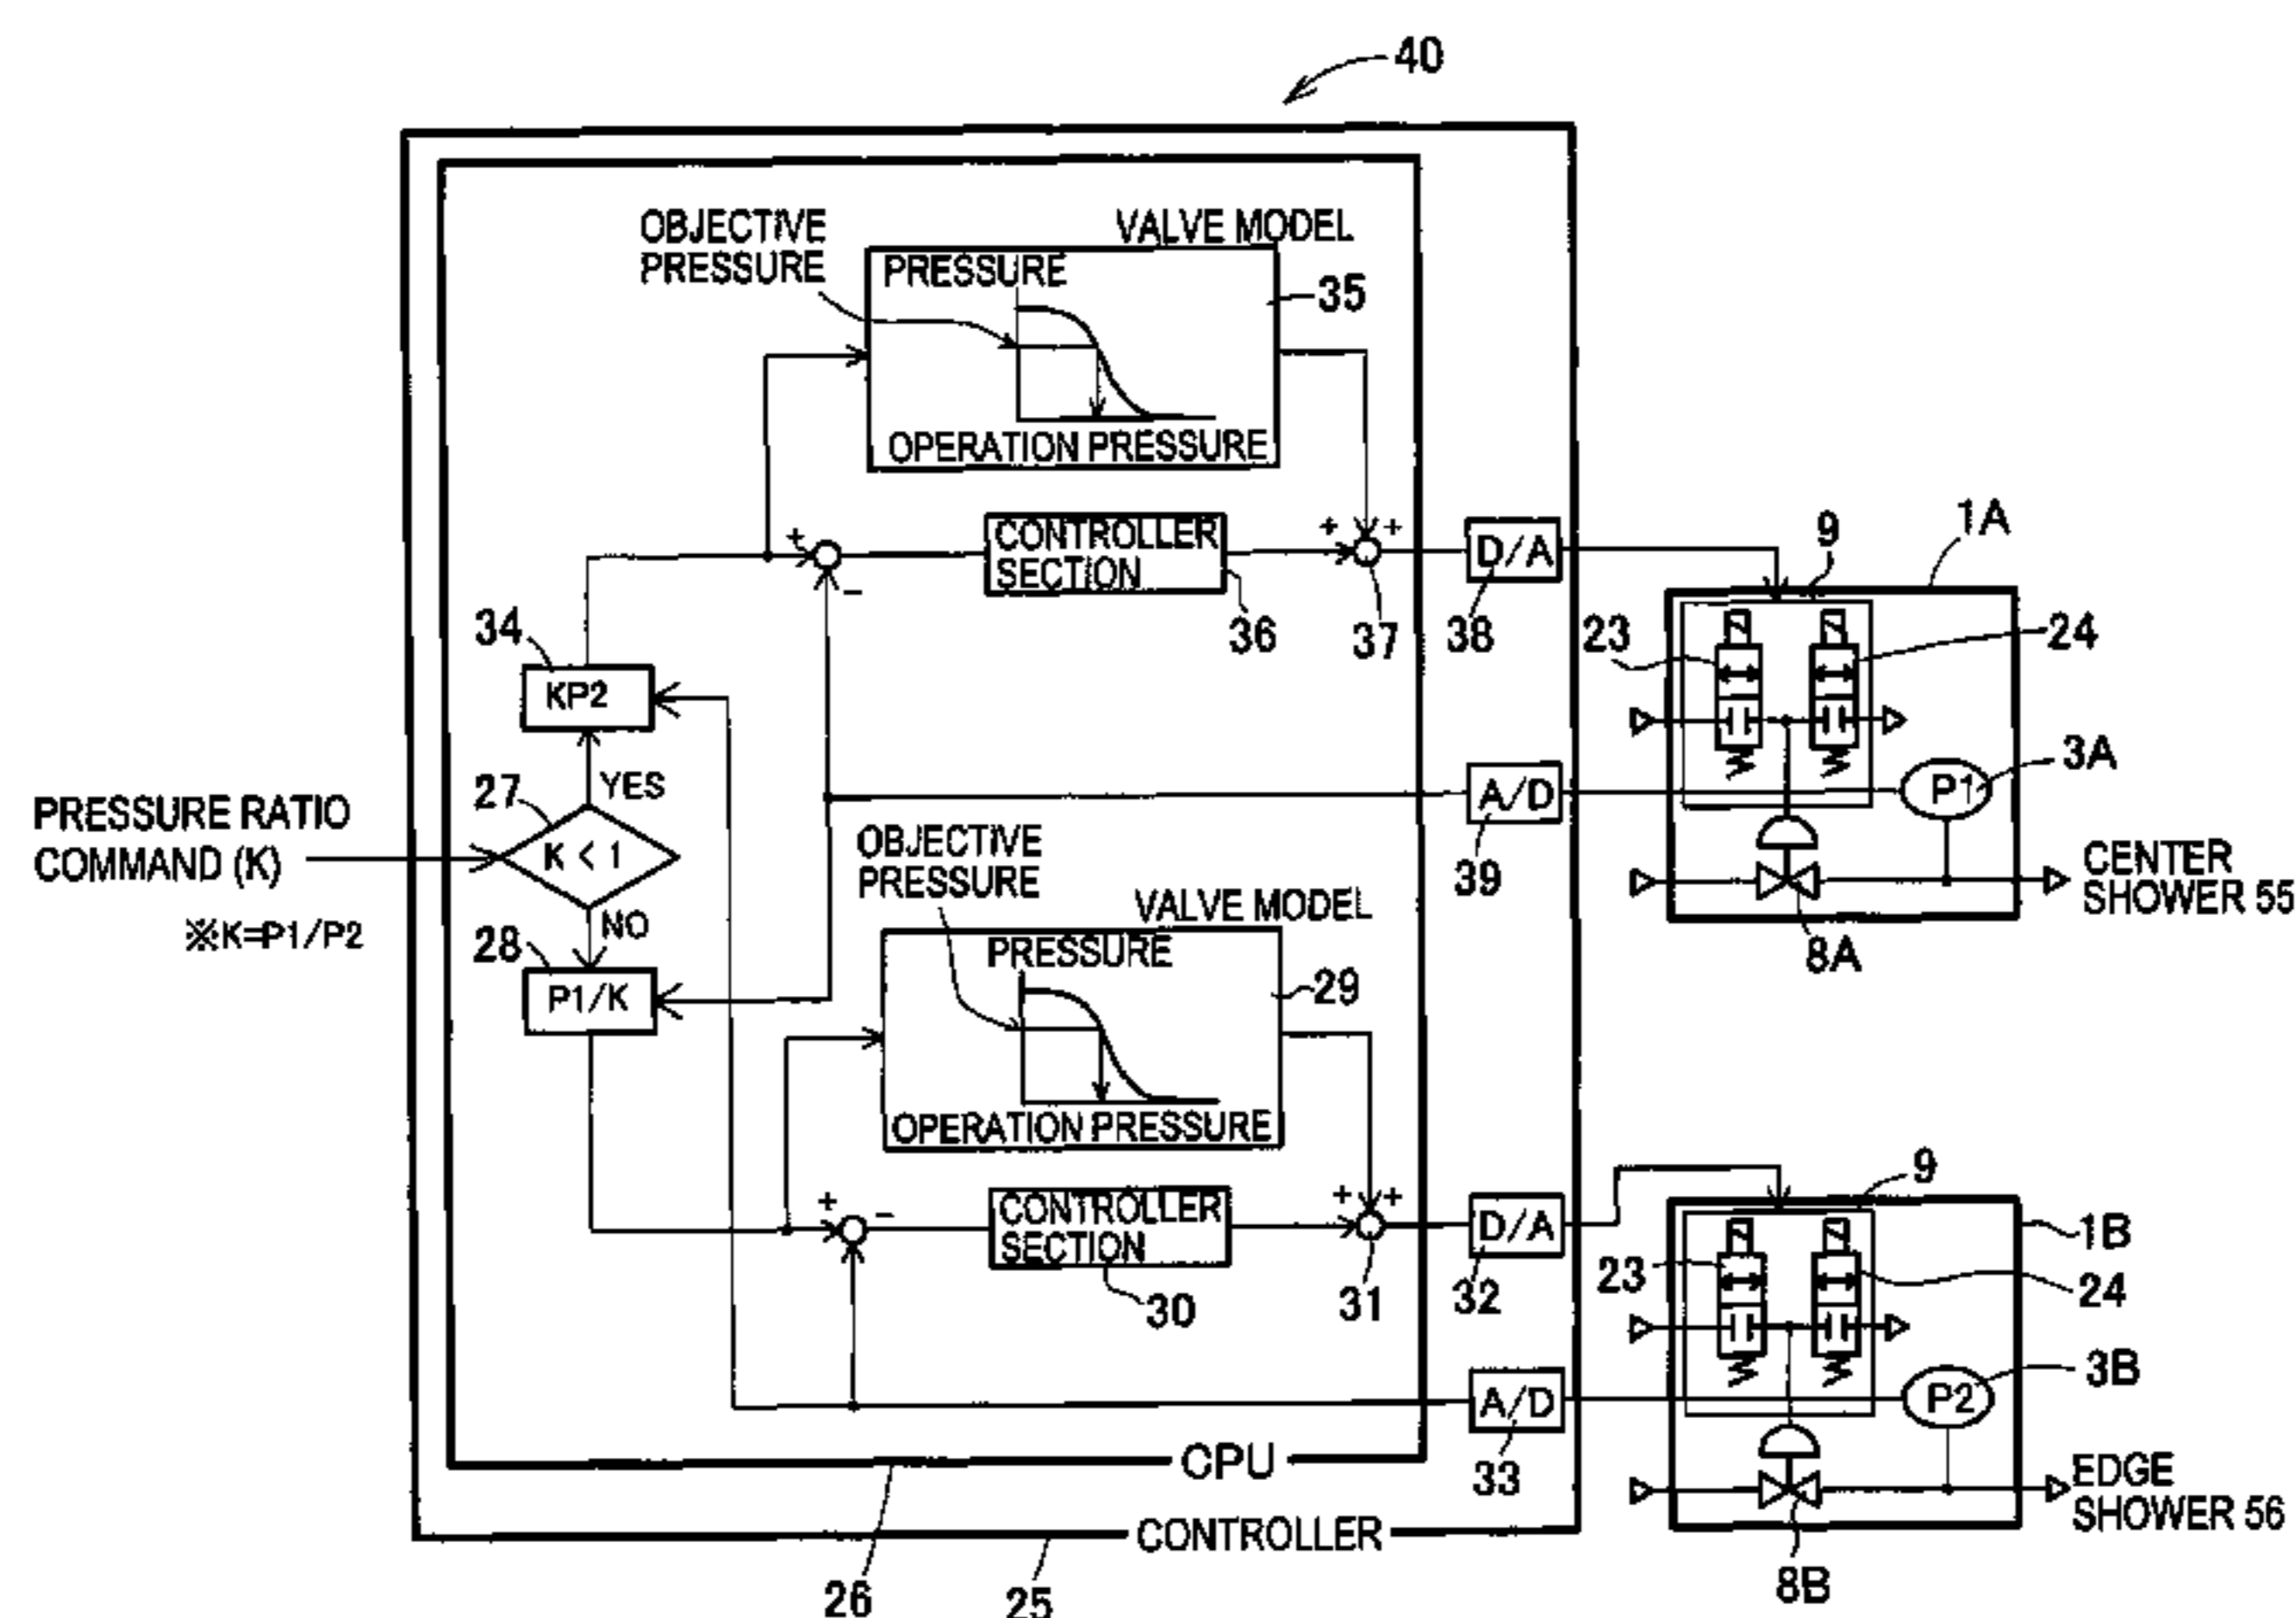 40
OBJECTIVE
PRESSURE
VALVE MODEL
PRESSURE
35
OPERATION PRESSURE
+
-
CONTROLLER
SECTION
36
+ +
37
D/A
38
9
1A
23
24
34
KP2
YES
27
K < 1
NO
PRESSURE RATIO
COMMAND (K)
※K=P1/P2
28
P1/K
A/D
39
P1
3A
CENTER
SHOWER 55
8A
OBJECTIVE
PRESSURE
VALVE MODEL
PRESSURE
29
OPERATION PRESSURE
+
-
CONTROLLER
SECTION
30
+ +
31
D/A
32
9
1B
23
24
A/D
33
P2
3B
EDGE
SHOWER 56
8B
CPU
26
CONTROLLER
25